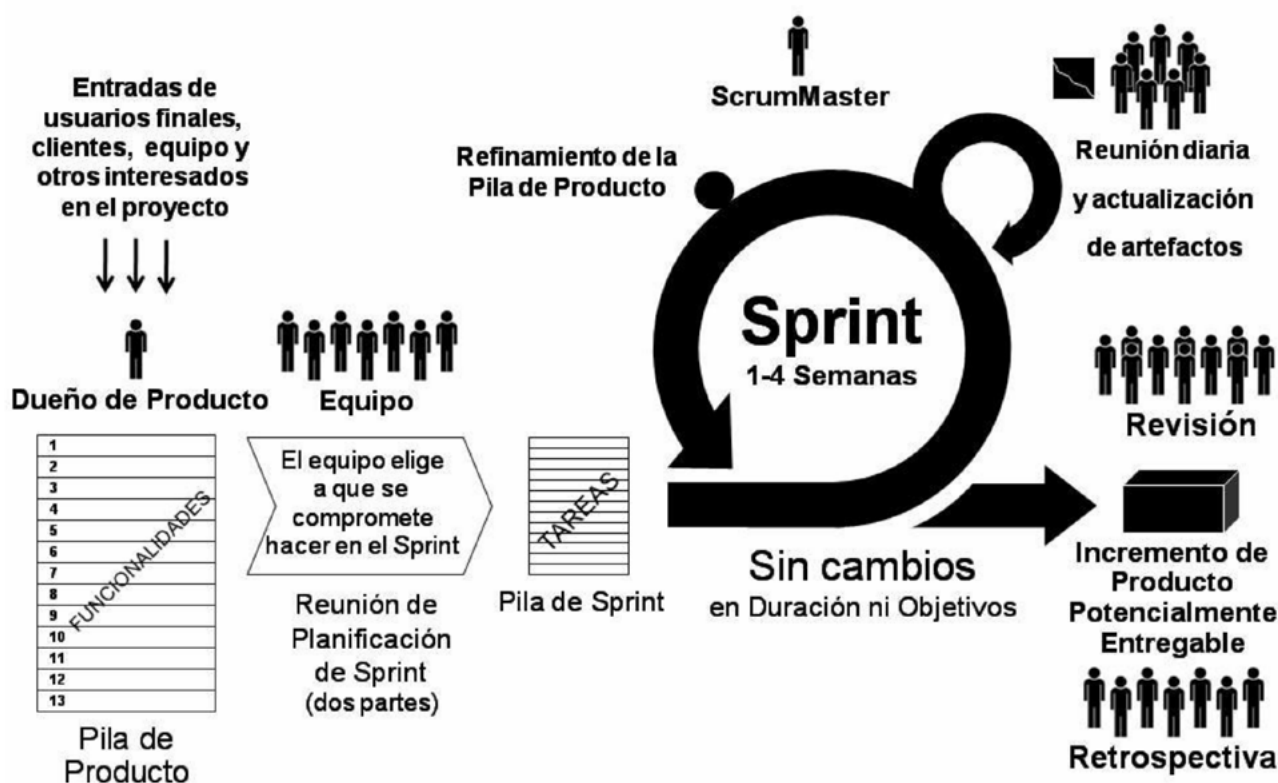 Entradas de
usuarios finales,
clientes, equipo y
otros interesados
en el proyecto
Dueño de Producto
1
2
3
4
5
6
7
8
9
10
11
12
13
FUNCIONALIDADES
Pila de
Producto
Equipo
El equipo elige
a que se
compromete
hacer en el Sprint
Reunión de
Planificación
de Sprint
(dos partes)
TAREAS
Pila de Sprint
ScrumMaster
Refinamiento de la
Pila de Producto
Sprint
1-4 Semanas
Sin cambios
en Duración ni Objetivos
Reunión diaria
y actualización
de artefactos
Revisión
Incremento de
Producto
Potencialmente
Entregable
Retrospectiva